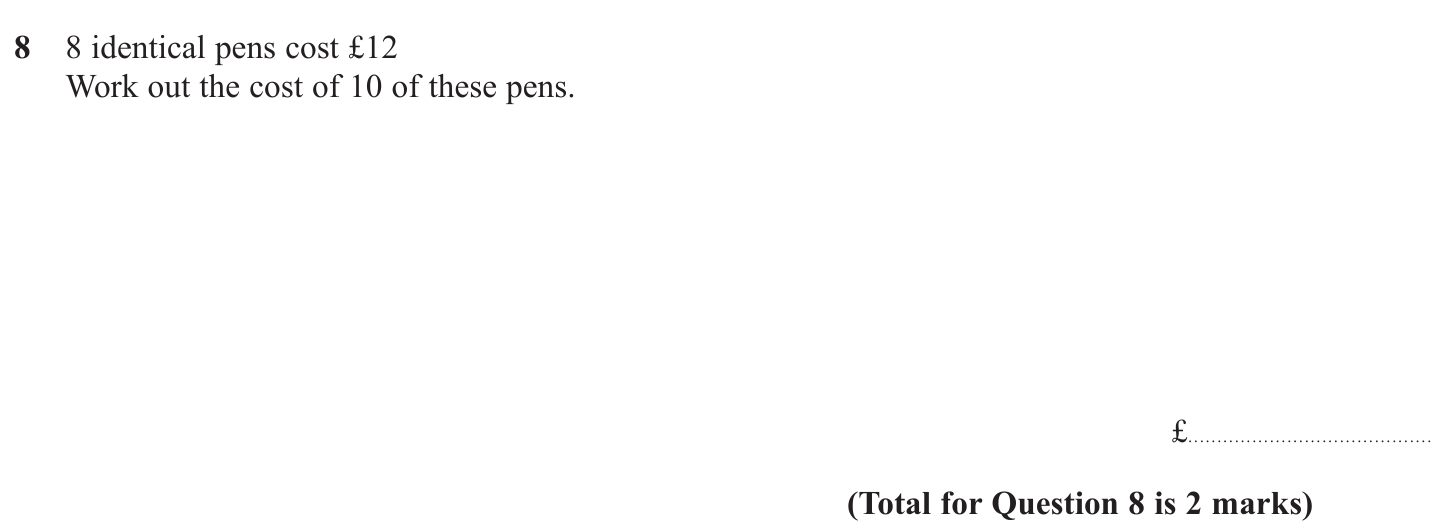 8 8 identical pens cost £12
Work out the cost of 10 of these pens.
£..........................................
(Total for Question 8 is 2 marks)